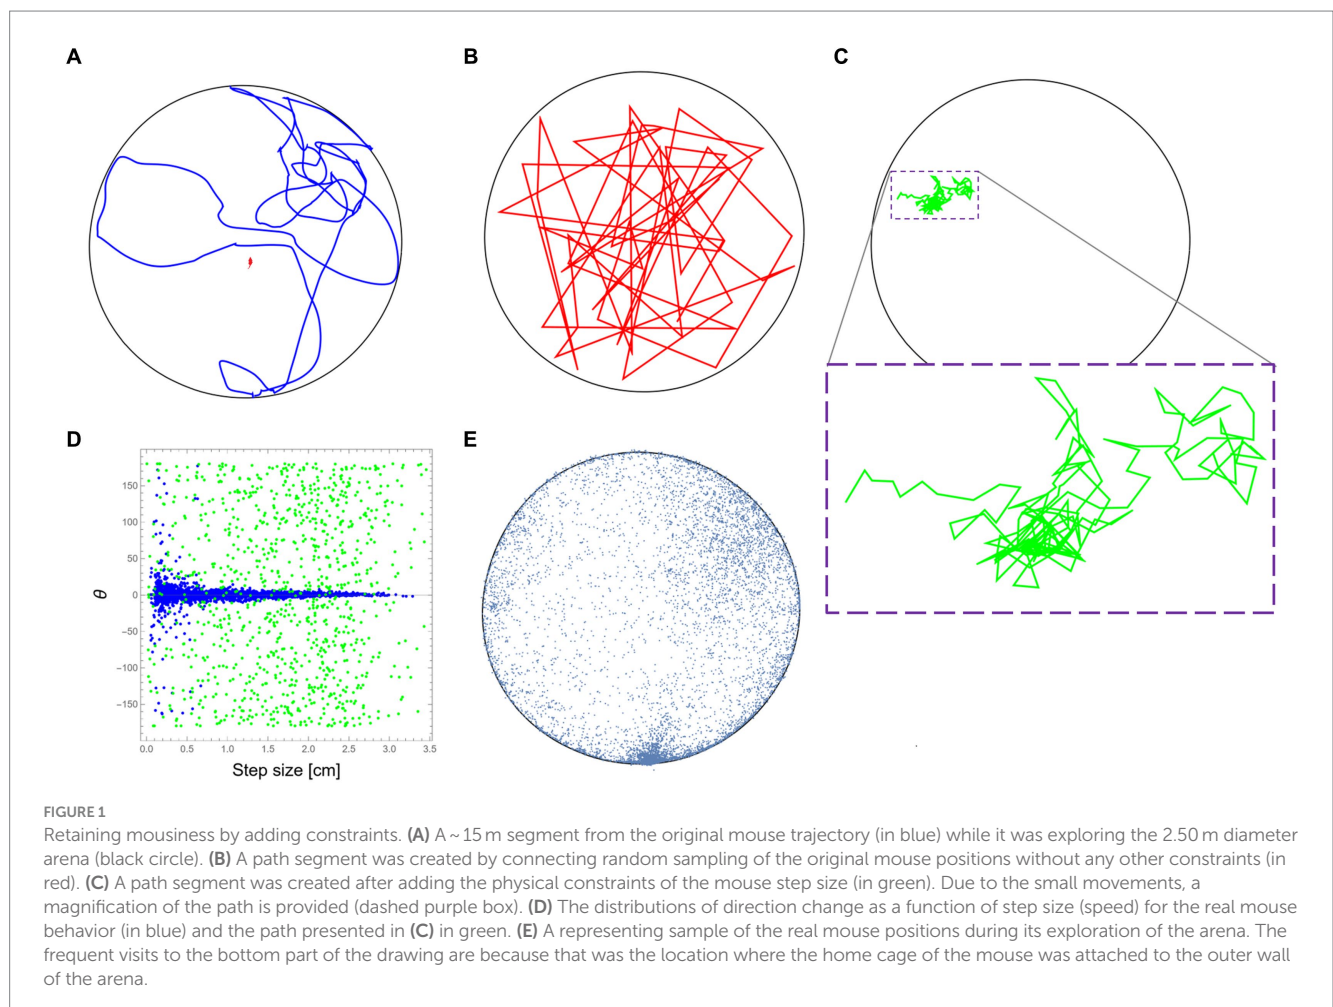 A
B
C
D
E
150
100
50
0
−50
−100
−150
θ
0.0 0.5 1.0 1.5 2.0 2.5 3.0 3.5
Step size [cm]
FIGURE 1
Retaining mousiness by adding constraints. (A) A ~ 15 m segment from the original mouse trajectory (in blue) while it was exploring the 2.50 m diameter
arena (black circle). (B) A path segment was created by connecting random sampling of the original mouse positions without any other constraints (in
red). (C) A path segment was created after adding the physical constraints of the mouse step size (in green). Due to the small movements, a
magnification of the path is provided (dashed purple box). (D) The distributions of direction change as a function of step size (speed) for the real mouse
behavior (in blue) and the path presented in (C) in green. (E) A representing sample of the real mouse positions during its exploration of the arena. The
frequent visits to the bottom part of the drawing are because that was the location where the home cage of the mouse was attached to the outer wall
of the arena.